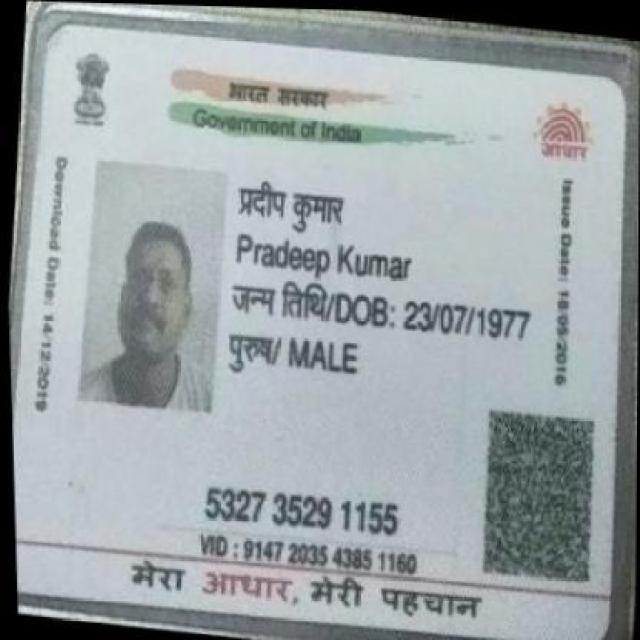 भारत सरकार
Government of India
आधार
Download Date: 14/12/2019
Issue Date: 18/05/2016
प्रदीप कुमार
Pradeep Kumar
जन्म तिथि/DOB: 23/07/1977
पुरुष/ MALE
5327 3529 1155
VID : 9147 2035 4385 1160
मेरा आधार, मेरी पहचान